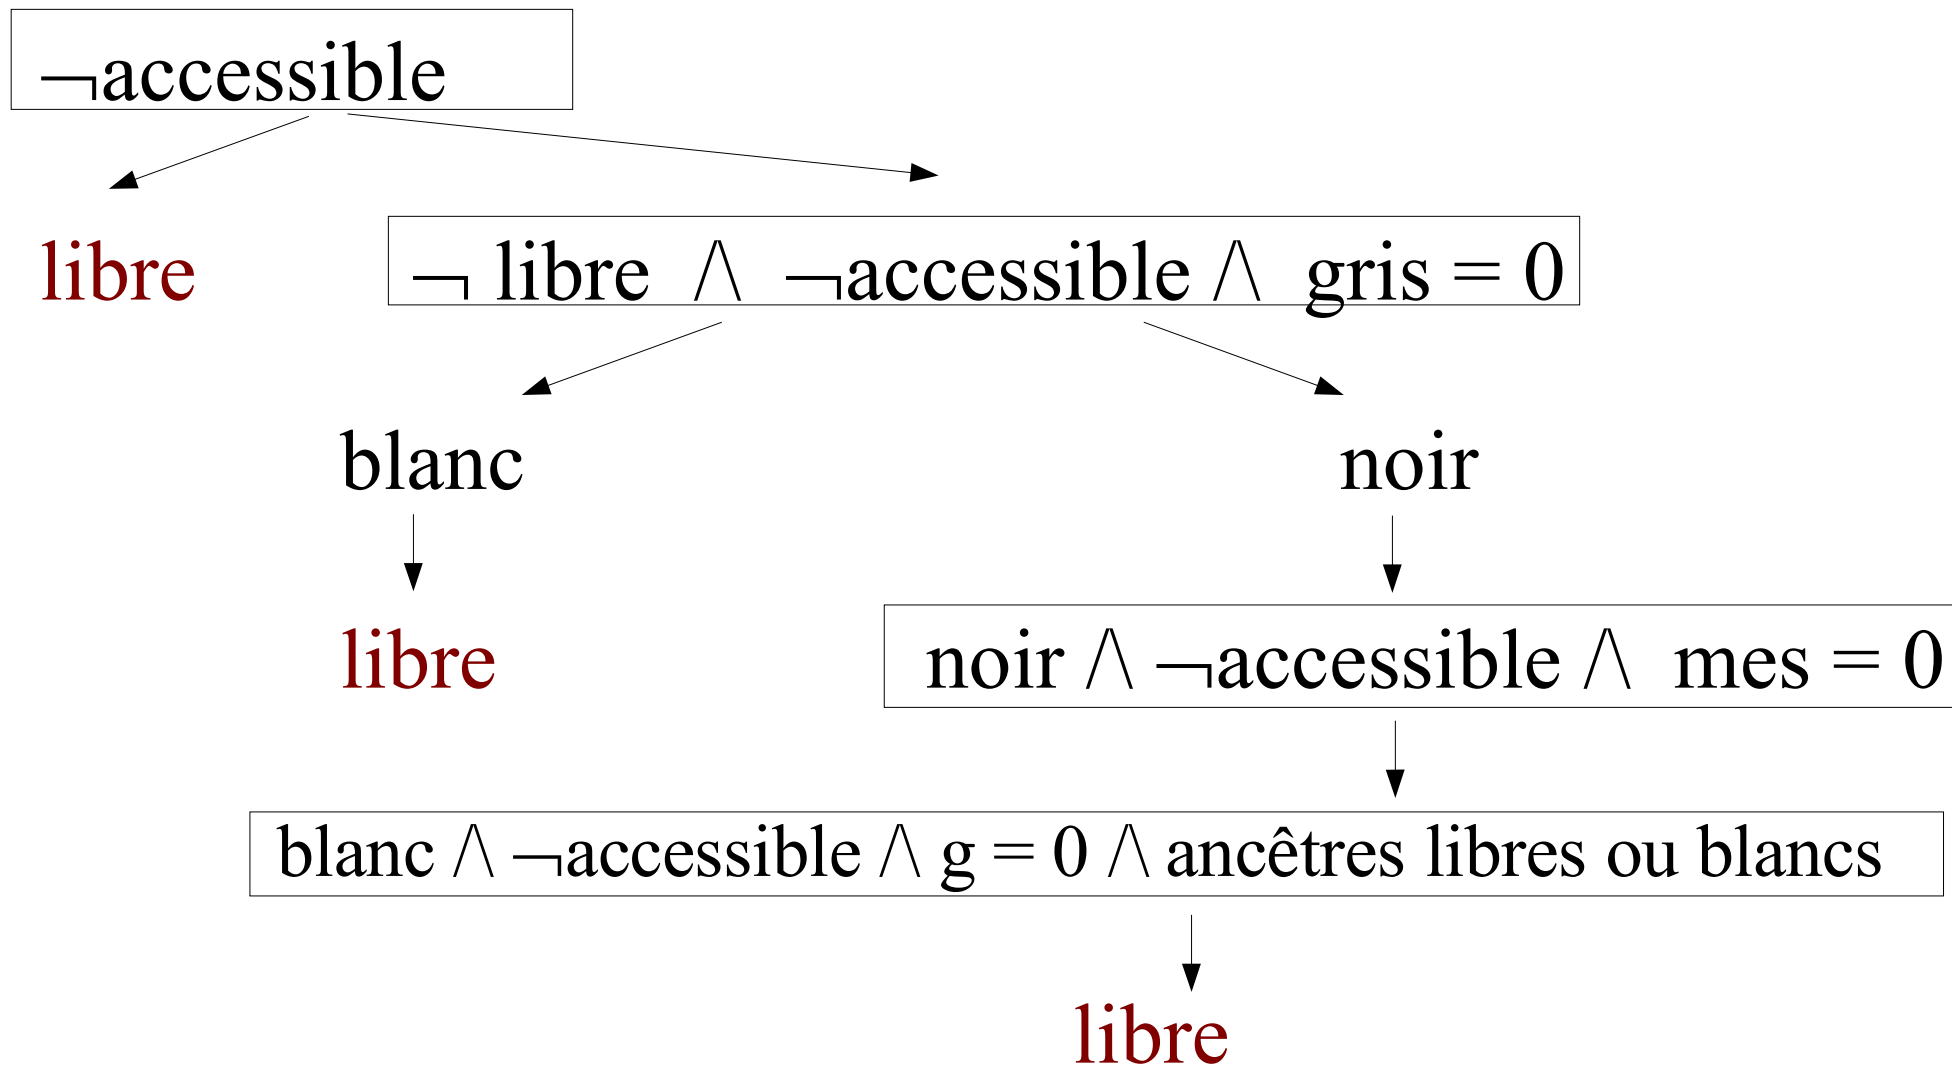 ¬accessible
libre
¬ libre /\ ¬accessible /\ gris = 0
blanc
noir
libre
noir /\ ¬accessible /\ mes = 0
blanc /\ ¬accessible /\ g = 0 /\ ancêtres libres ou blancs
libre